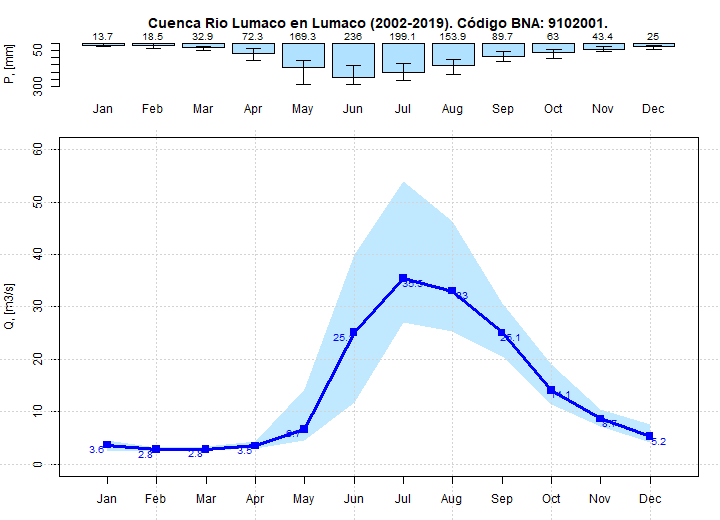 Cuenca Rio Lumaco en Lumaco (2002-2019). Código BNA: 9102001.
13.7 18.5 32.9 72.3 169.3 236 199.1 153.9 89.7 63 43.4 25
P, [mm]
50
300
Jan Feb Mar Apr May Jun Jul Aug Sep Oct Nov Dec
Q, [m3/s]
60
50
40
30
20
10
0
3.6 2.8 2.8 3.5 33 25.1 5.2
Jan Feb Mar Apr May Jun Jul Aug Sep Oct Nov Dec